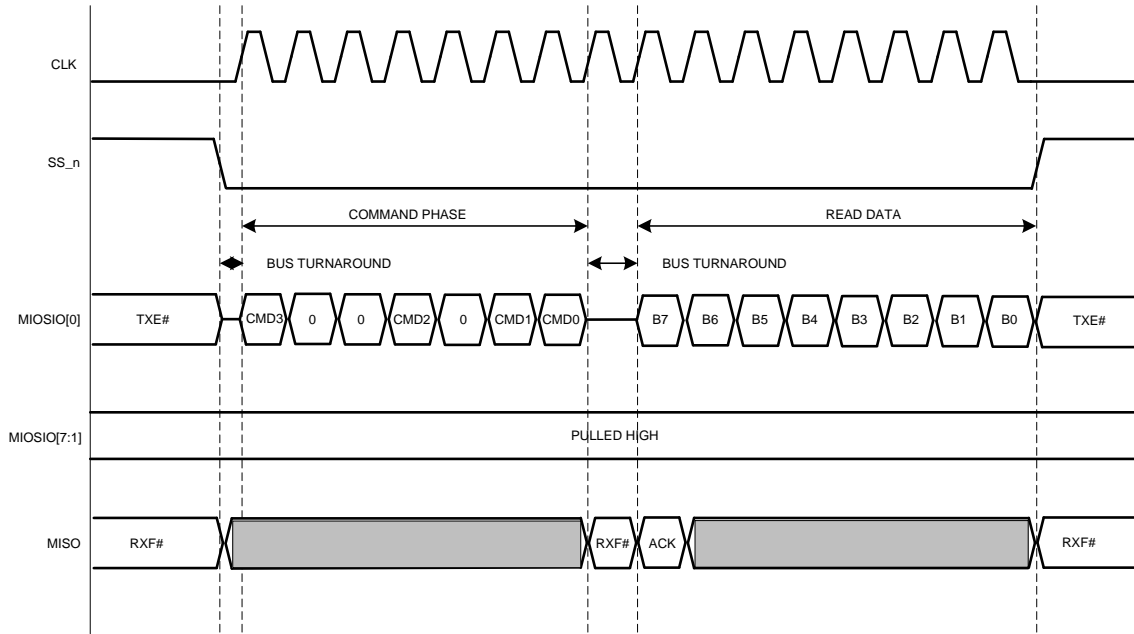 CLK
SS_n
COMMAND PHASE READ DATA
BUS TURNAROUND BUS TURNAROUND
MIOSIO[0] TXE# CMD3 0 0 CMD2 0 CMD1 CMD0 B7 B6 B5 B4 B3 B2 B1 B0 TXE#
MIOSIO[7:1] PULLED HIGH
MISO RXF# RXF# ACK RXF#